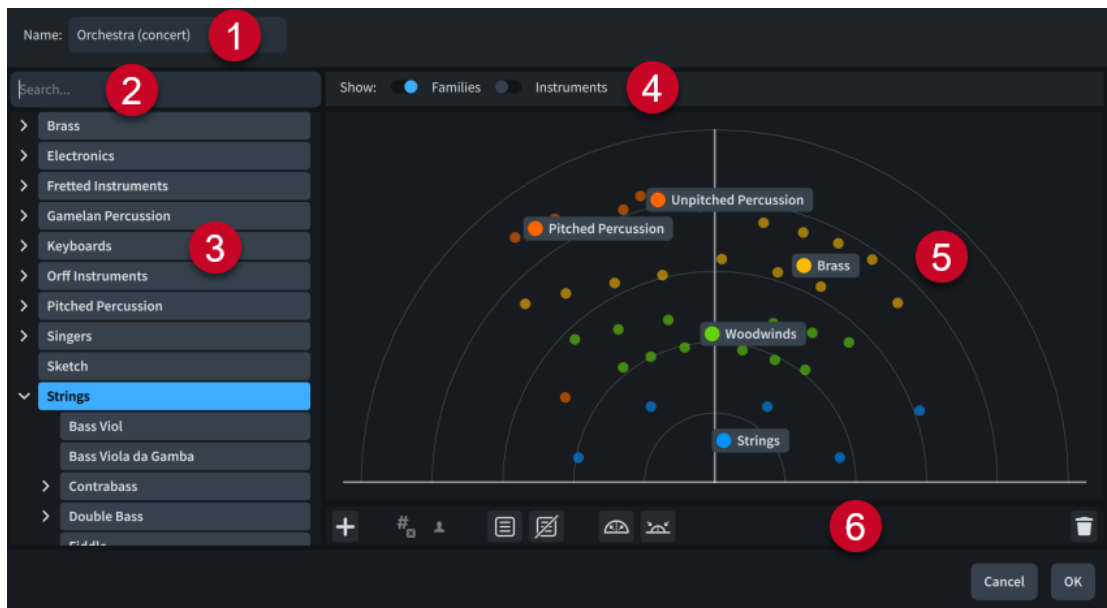 Name: Orchestra (concert) 1
Search... 2
Show: Families Instruments 4
Brass
Electronics
Fretted Instruments
Gamelan Percussion
Keyboards
3
Orff Instruments
Pitched Percussion
Singers
Sketch
Strings
Bass Viol
Bass Viola da Gamba
Contrabass
Double Bass
Fiddle
Unpitched Percussion
Pitched Percussion
Brass
5
Woodwinds
Strings
#
6
Cancel OK